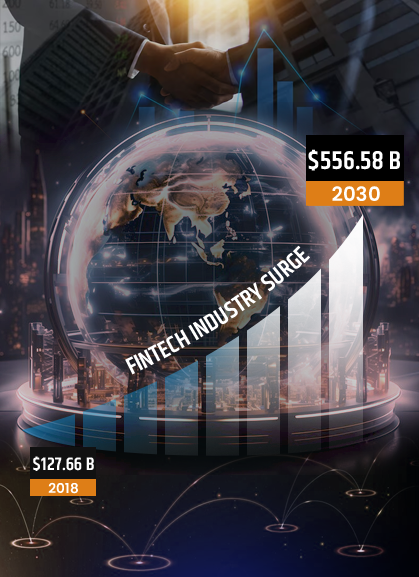 $556.58 B
2030
FINTECH INDUSTRY SURGE
$127.66 B
2018